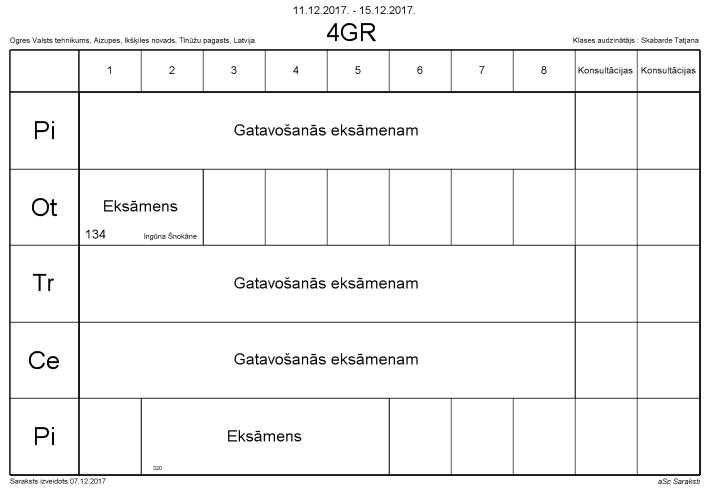 11.12.2017. - 15.12.2017.
4GR
Ogres Valsts tehnikums, Aizupes, Ikšķiles novads, Tīnūžu pagasts, Latvija
Klases audzinātājs : Skabarde Tatjana
1 2 3 4 5 6 7 8 Konsultācijas Konsultācijas
Pi Gatavošanās eksāmenam
Ot Eksāmens
134 Ingūna Šnokāne
Tr Gatavošanās eksāmenam
Ce Gatavošanās eksāmenam
Pi Eksāmens
320
Saraksts izveidots:07.12.2017
aSc Saraksti